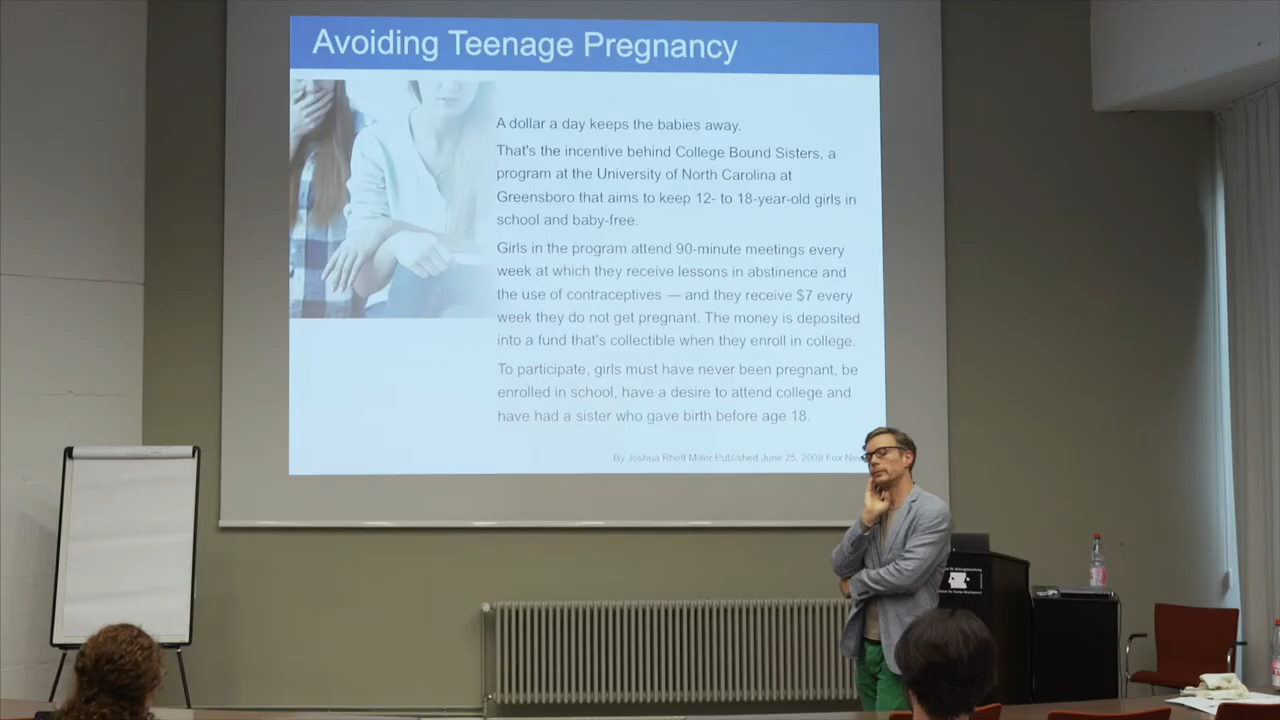 Avoiding Teenage Pregnancy
A dollar a day keeps the babies away.
That's the incentive behind College Bound Sisters, a
program at the University of North Carolina at
Greensboro that aims to keep 12- to 18-year-old girls in
school and baby-free.
Girls in the program attend 90-minute meetings every
week at which they receive lessons in abstinence and
the use of contraceptives — and they receive $7 every
week they do not get pregnant. The money is deposited
into a fund that's collectible when they enroll in college.
To participate, girls must have never been pregnant, be
enrolled in school, have a desire to attend college and
have had a sister who gave birth before age 18.
By Joshua Rhett Miller Published June 25, 2009 Fox
für Bildungsforschung
for Human Development